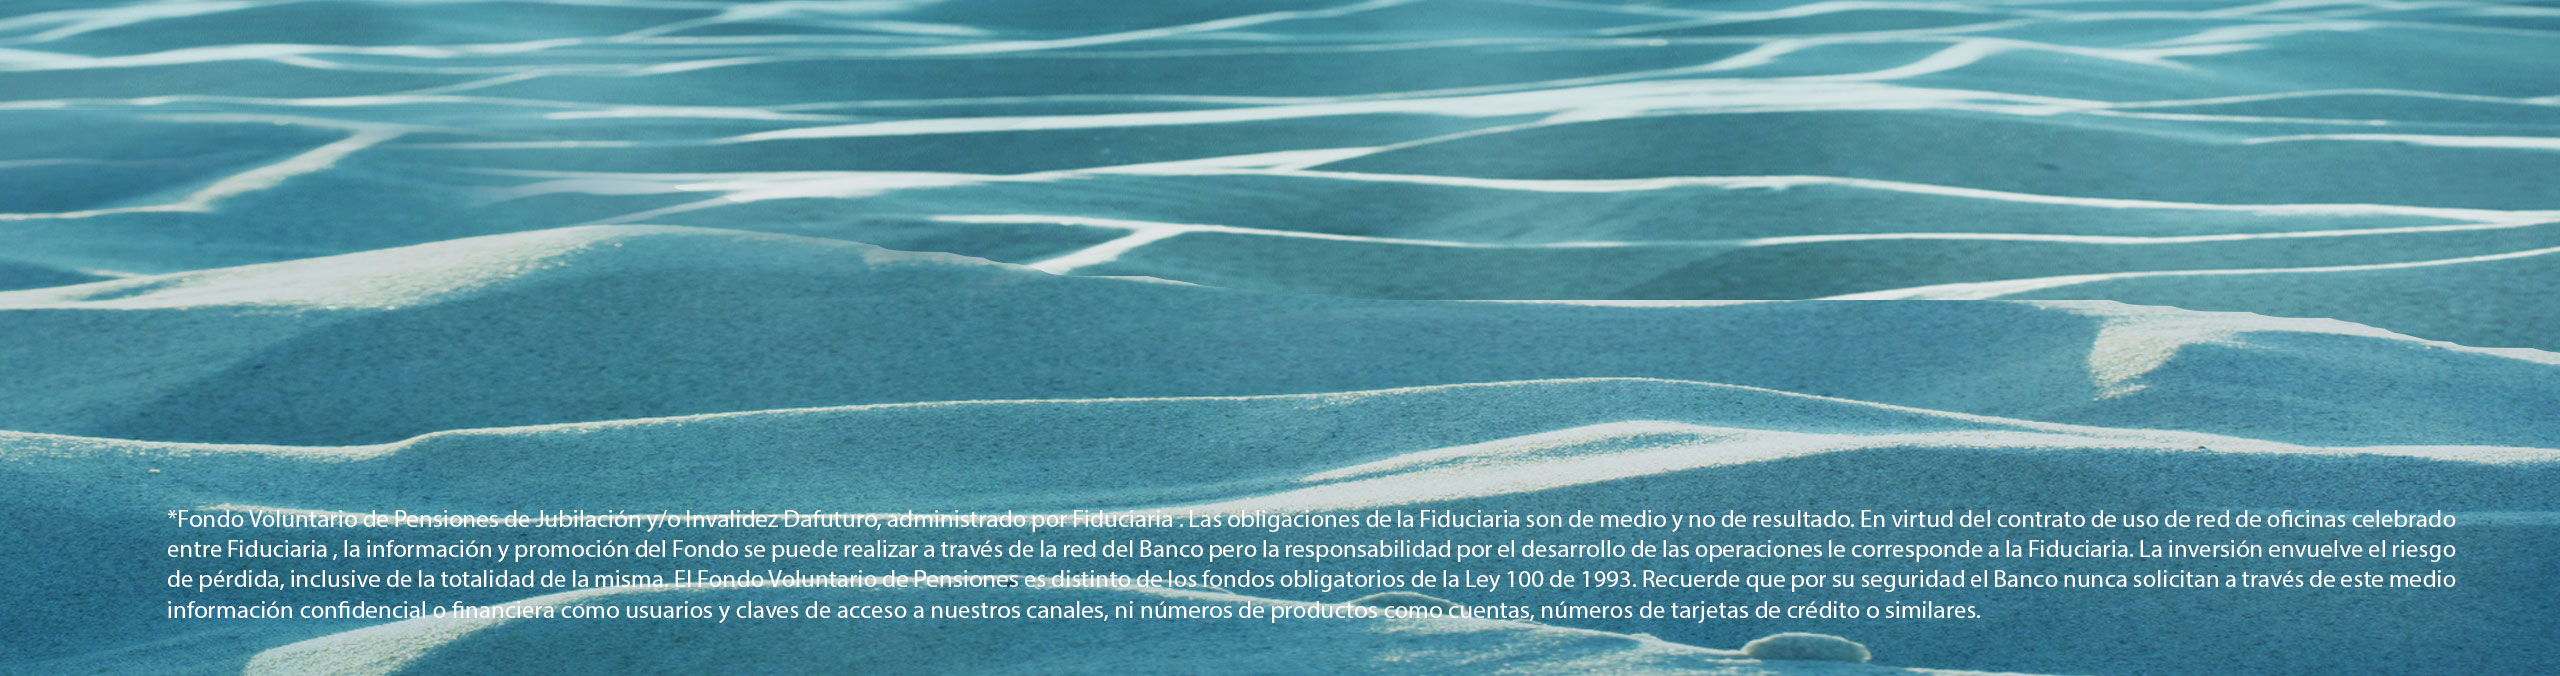 *Fondo Voluntario de Pensiones de Jubilación y/o Invalidez Dafuturo, administrado por Fiduciaria . Las obligaciones de la Fiduciaria son de medio y no de resultado. En virtud del contrato de uso de red de oficinas celebrado
entre Fiduciaria , la información y promoción del Fondo se puede realizar a través de la red del Banco pero la responsabilidad por el desarrollo de las operaciones le corresponde a la Fiduciaria. La inversión envuelve el riesgo
de pérdida, inclusive de la totalidad de la misma. El Fondo Voluntario de Pensiones es distinto de los fondos obligatorios de la Ley 100 de 1993. Recuerde que por su seguridad el Banco nunca solicitan a través de este medio
información confidencial o financiera como usuarios y claves de acceso a nuestros canales, ni números de productos como cuentas, números de tarjetas de crédito o similares.